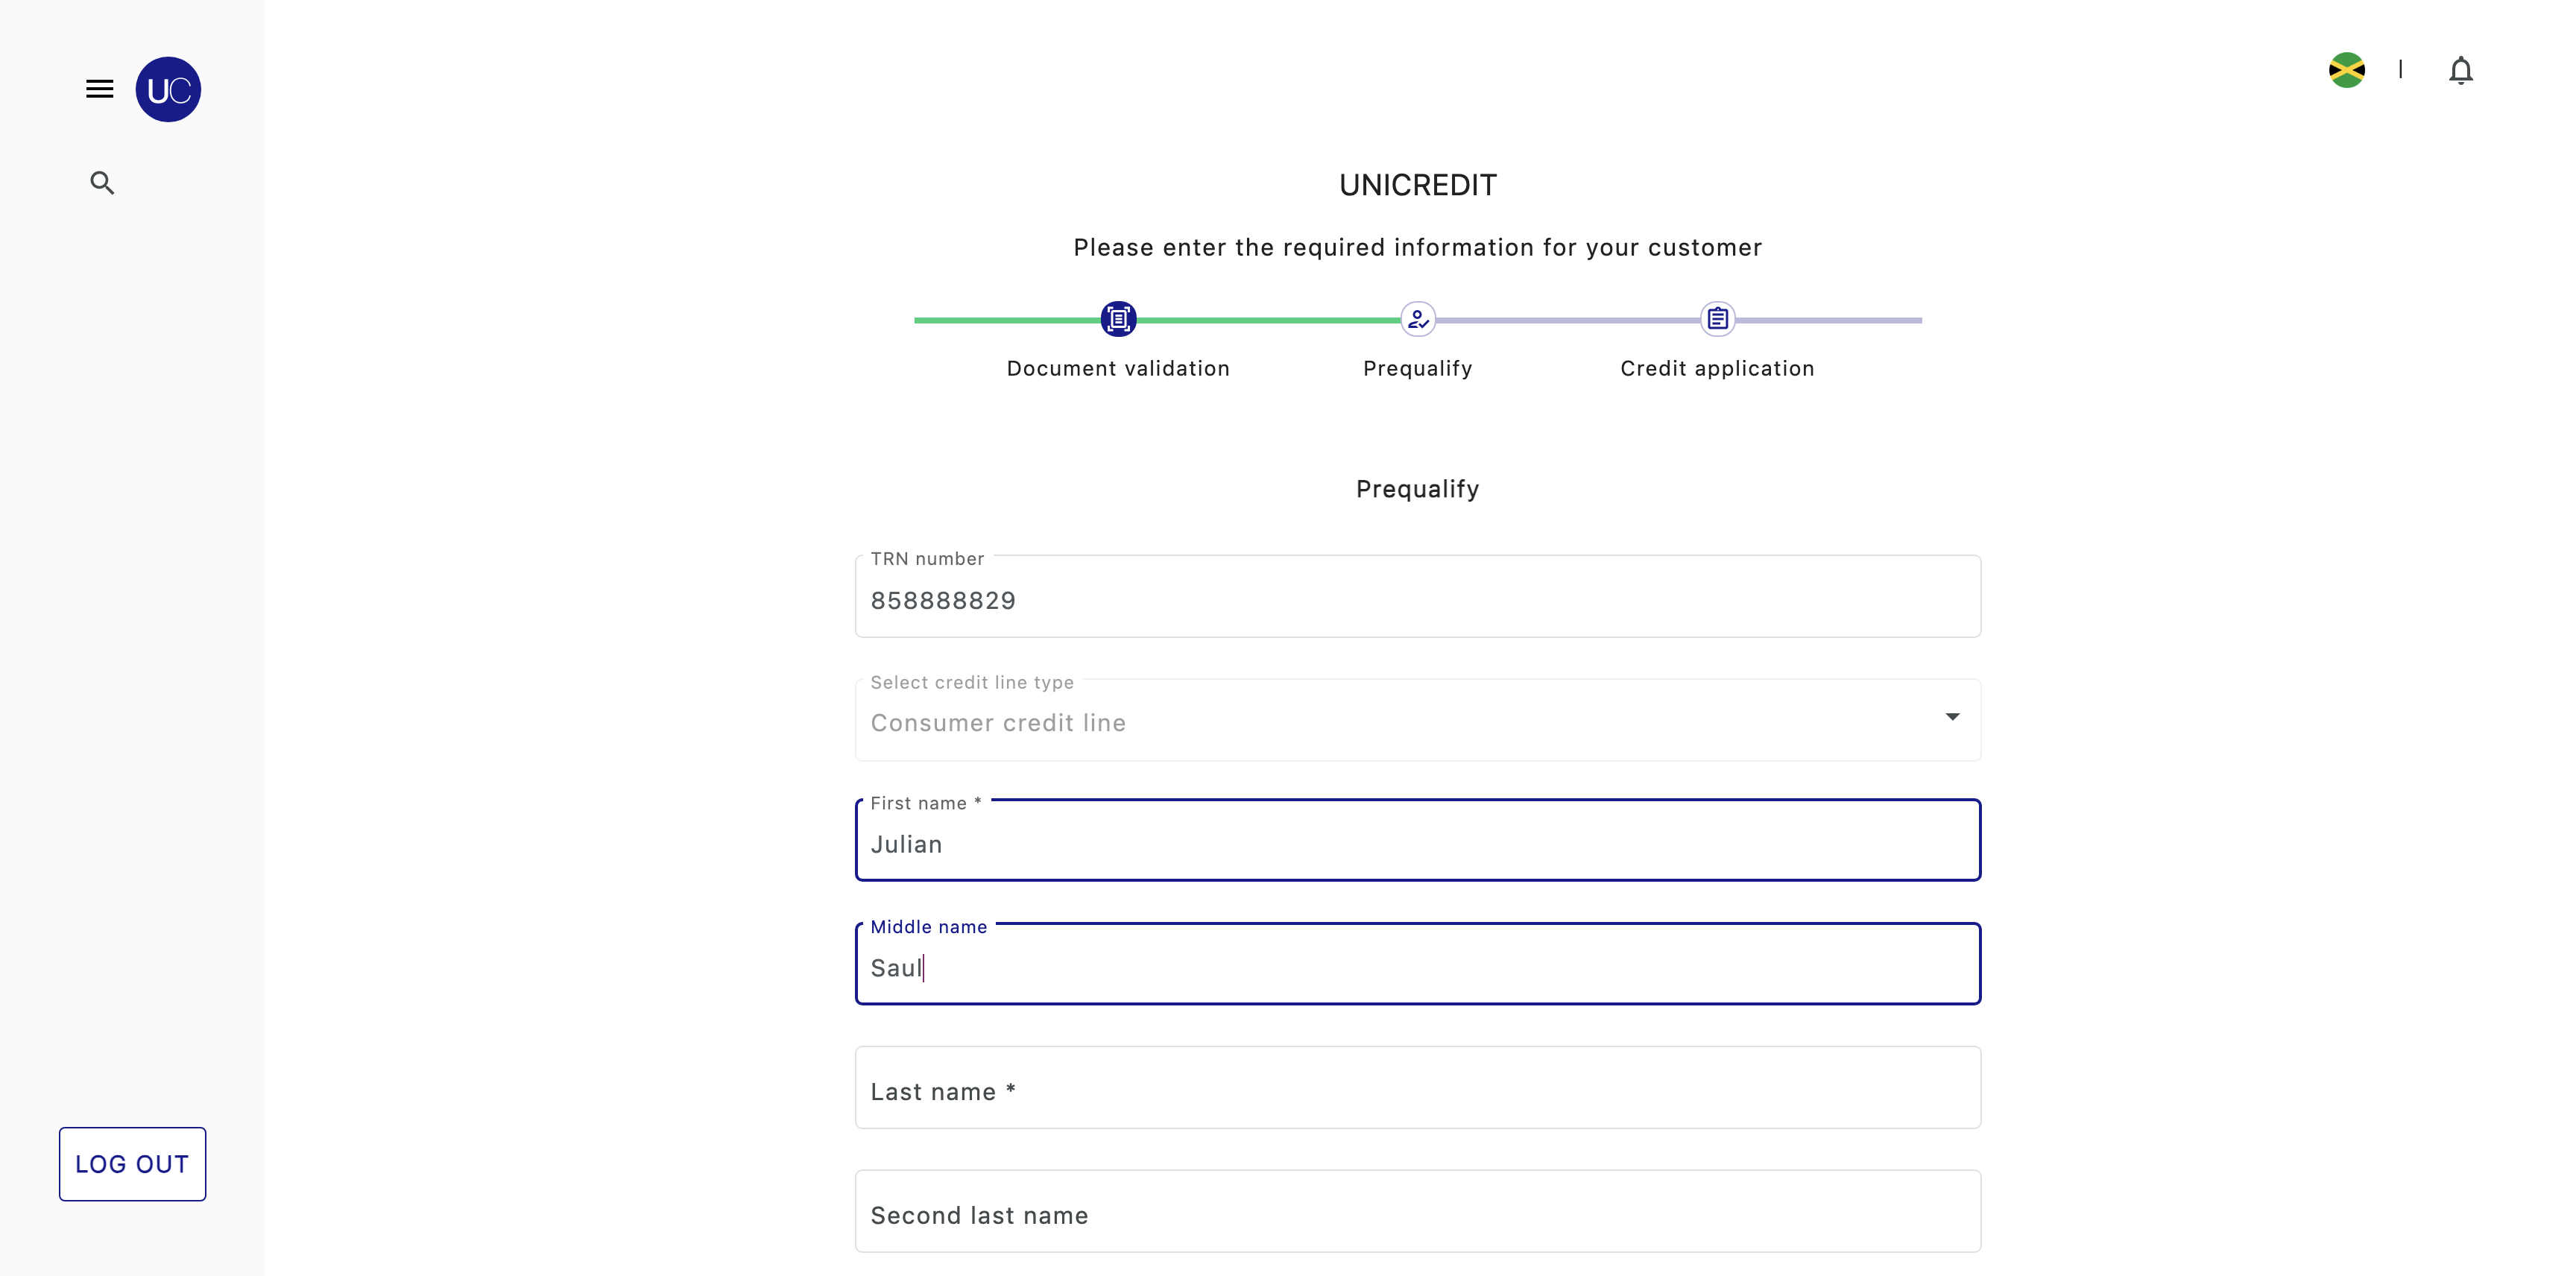 UC
UNICREDIT
Please enter the required information for your customer
Document validation
Prequalify
Credit application
Prequalify
TRN number
858888829
Select credit line type
Consumer credit line
First name *
Julian
Middle name
Saul
Last name *
Second last name
LOG OUT